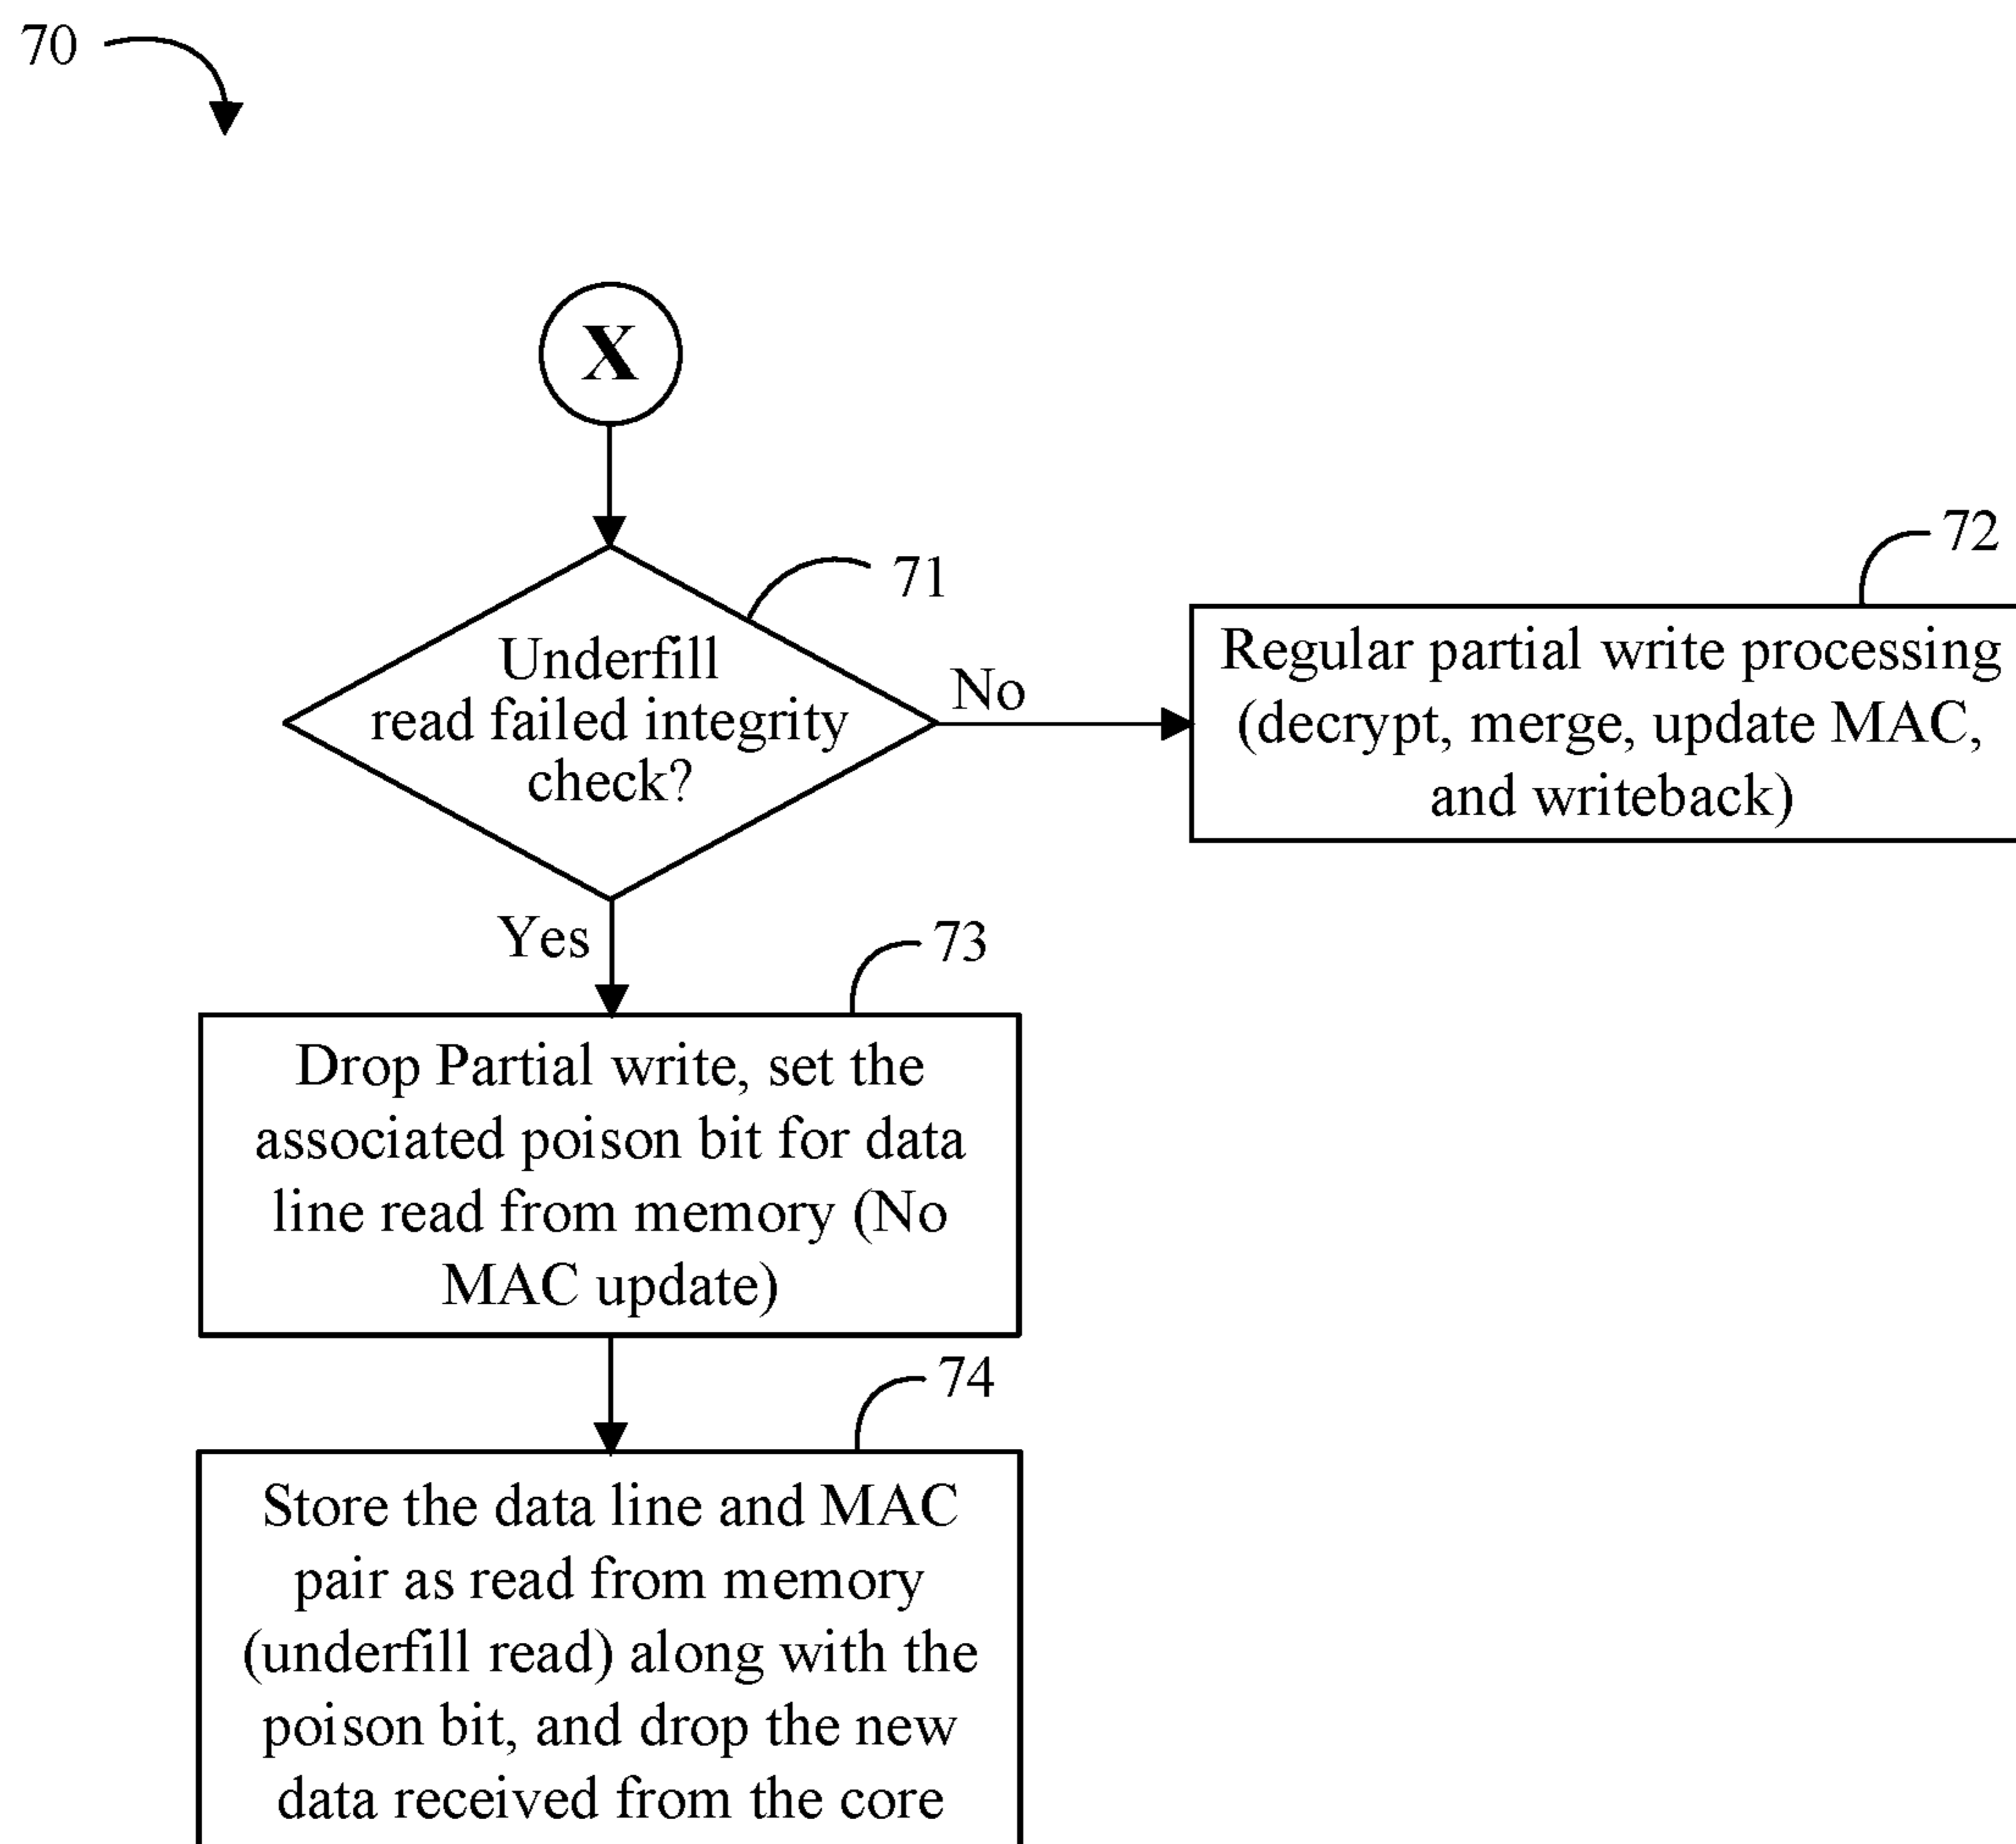 70
X
71
Underfill
read failed integrity
check?
No
72
Regular partial write processing
(decrypt, merge, update MAC,
and writeback)
Yes
73
Drop Partial write, set the
associated poison bit for data
line read from memory (No
MAC update)
74
Store the data line and MAC
pair as read from memory
(underfill read) along with the
poison bit, and drop the new
data received from the core